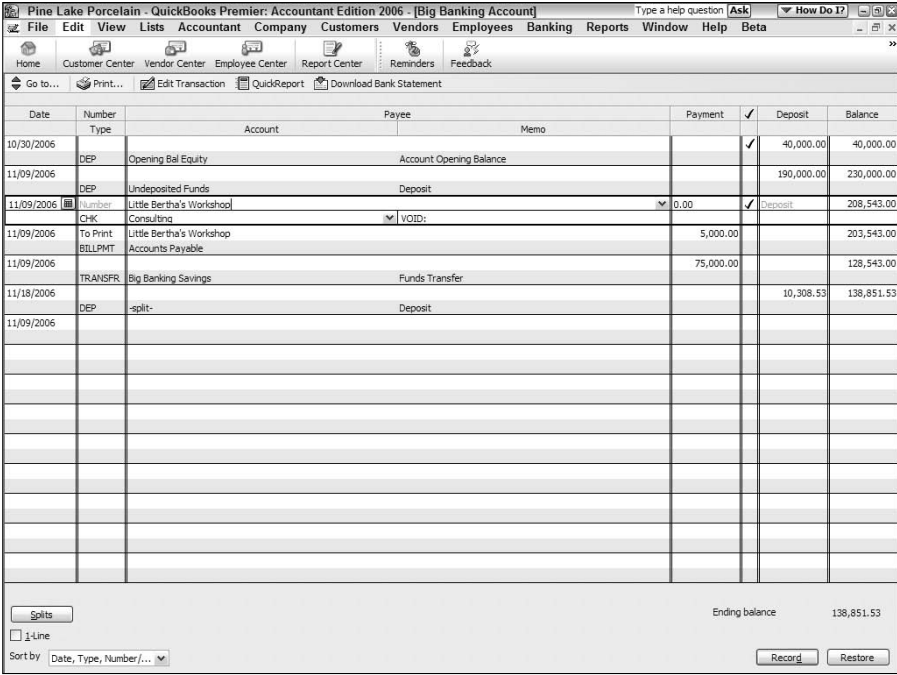 Pine Lake Porcelain - QuickBooks Premier: Accountant Edition 2006 - [Big Banking Account] Type a help question Ask How Do I?
File Edit View Lists Accountant Company Customers Vendors Employees Banking Reports Window Help Beta
Home Customer Center Vendor Center Employee Center Report Center Reminders Feedback »
Go to... Print... Edit Transaction QuickReport Download Bank Statement
Date Number Payee Payment ✓ Deposit Balance
Type Account Memo
10/30/2006 ✓ 40,000.00 40,000.00
DEP Opening Bal Equity Account Opening Balance
11/09/2006 190,000.00 230,000.00
DEP Undeposited Funds Deposit
11/09/2006 Number Little Bertha's Workshop 0.00 ✓ Deposit 208,543.00
CHK Consulting VOID:
11/09/2006 To Print Little Bertha's Workshop 5,000.00 203,543.00
BILLPMT Accounts Payable
11/09/2006 75,000.00 128,543.00
TRANSFR Big Banking Savings Funds Transfer
11/18/2006 10,308.53 138,851.53
DEP -split- Deposit
11/09/2006
Splits Ending balance 138,851.53
1-Line
Sort by Date, Type, Number/... Record Restore